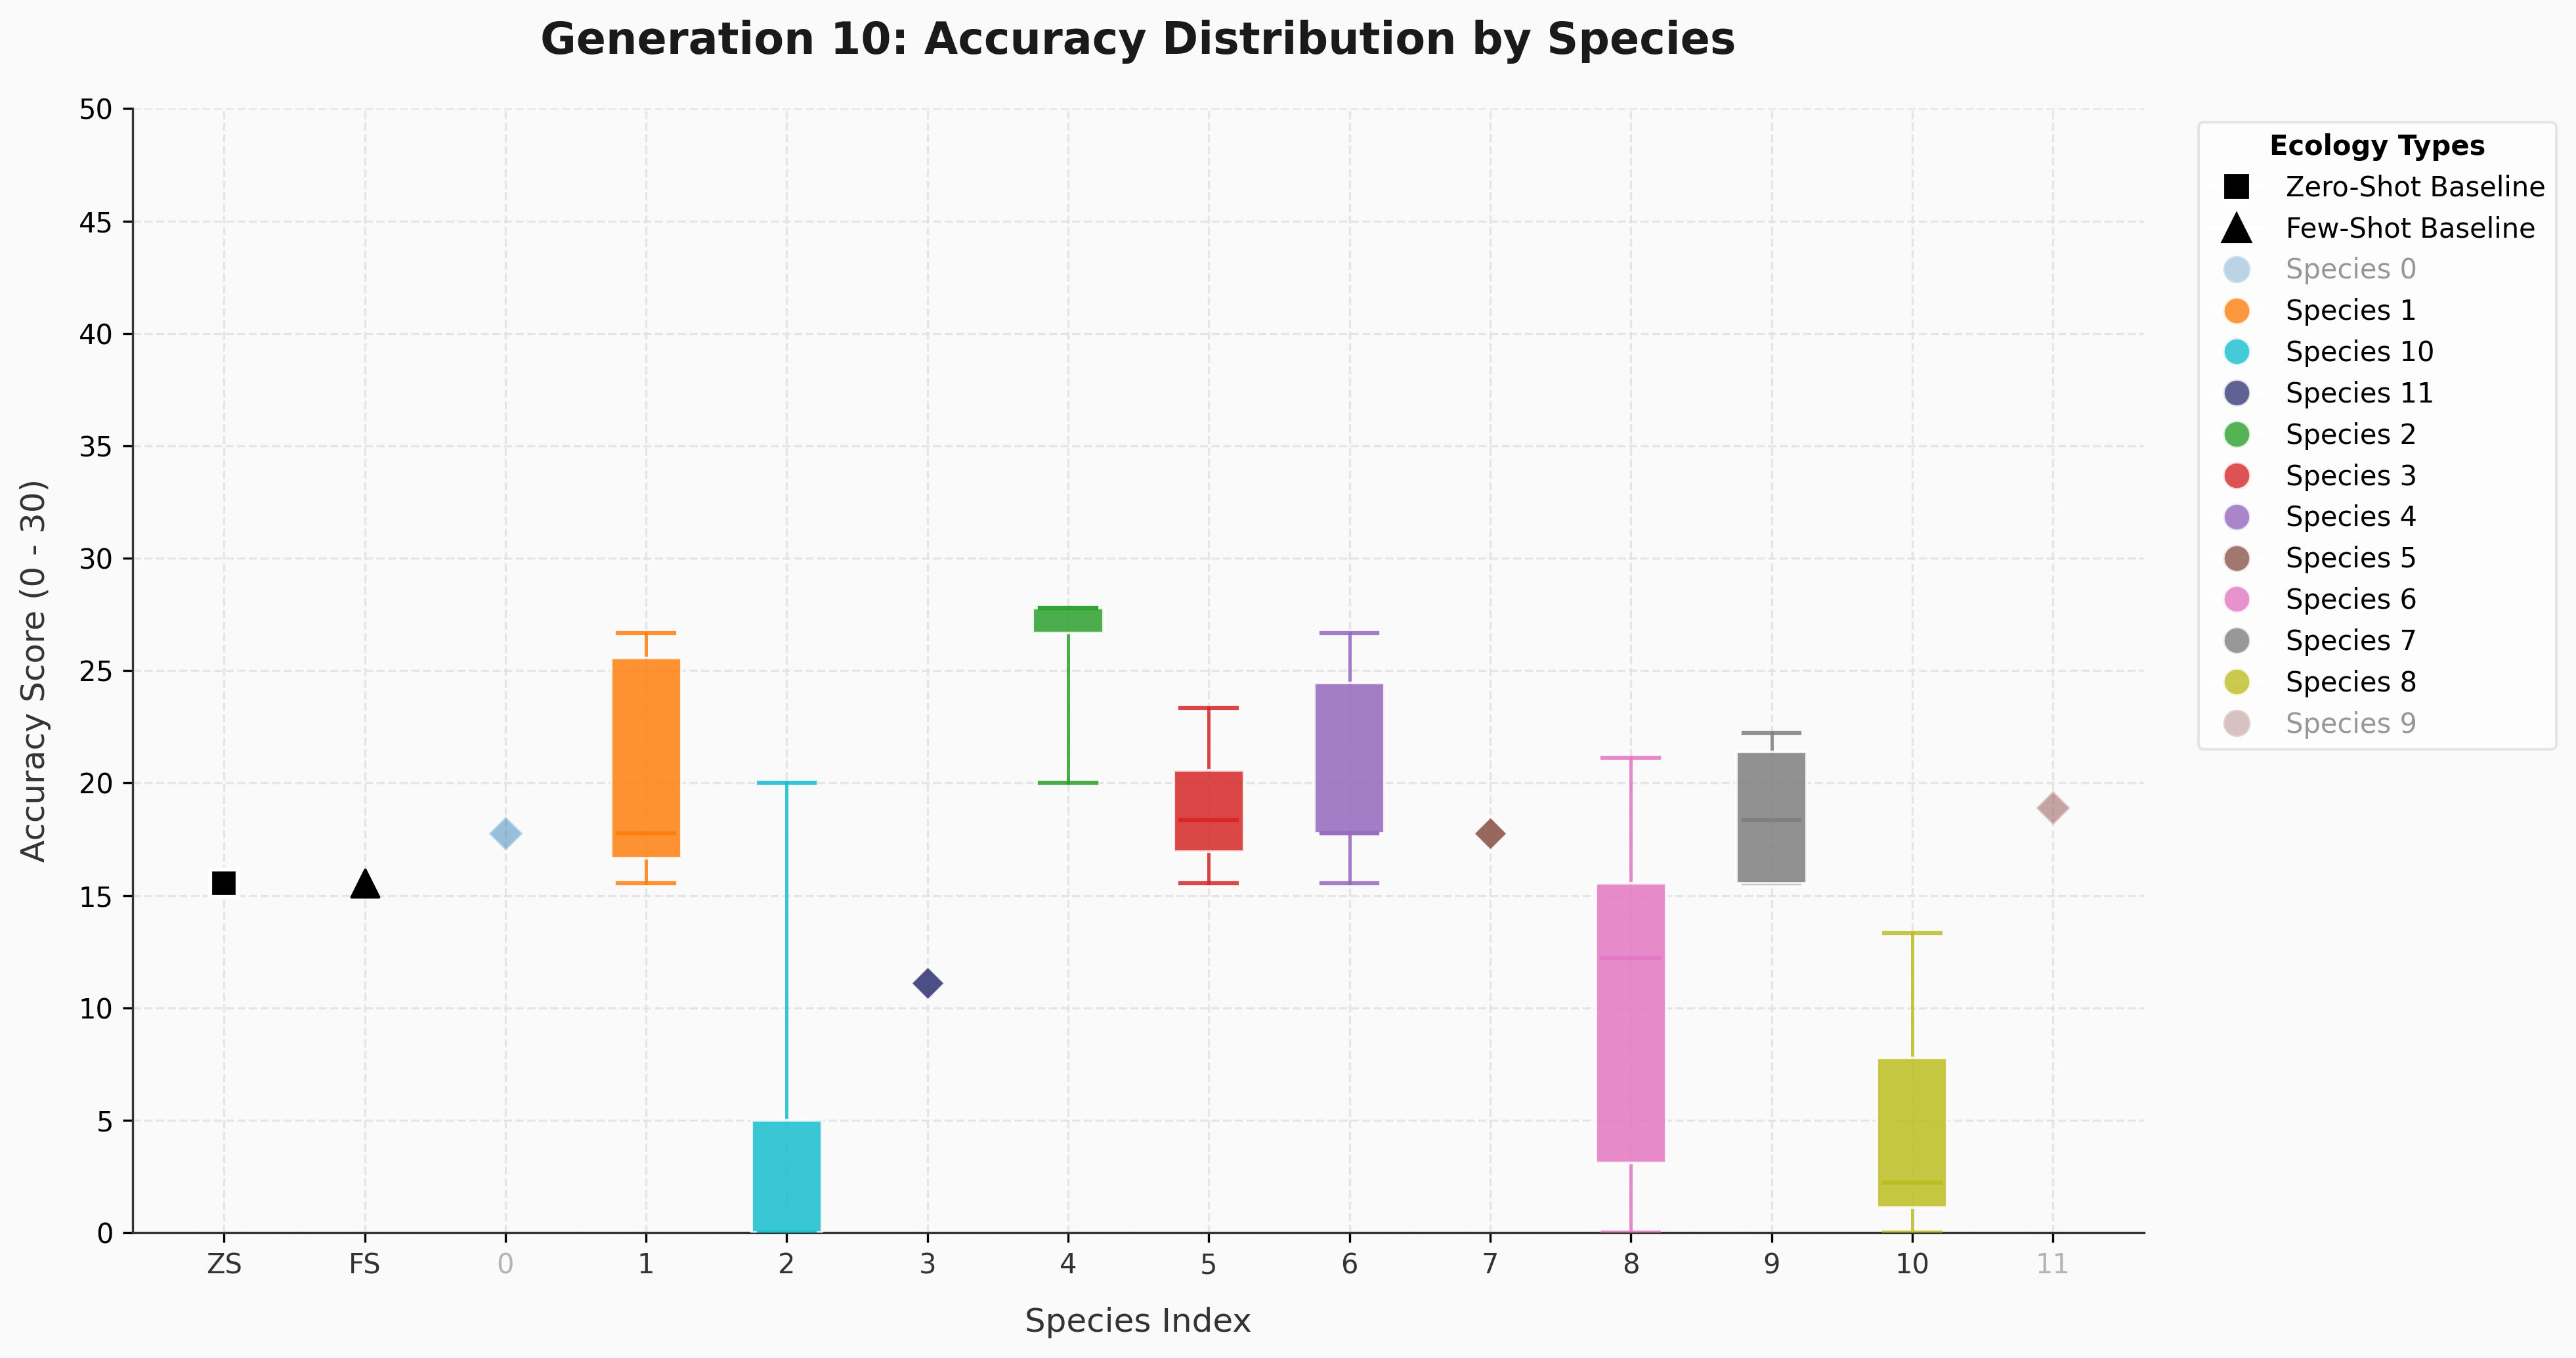 Generation 10: Accuracy Distribution by Species
Accuracy Score (0 - 30)
50
45
40
35
30
25
20
15
10
5
0
ZS FS 0 1 2 3 4 5 6 7 8 9 10 11
Species Index
Ecology Types
Zero-Shot Baseline
Few-Shot Baseline
Species 0
Species 1
Species 10
Species 11
Species 2
Species 3
Species 4
Species 5
Species 6
Species 7
Species 8
Species 9